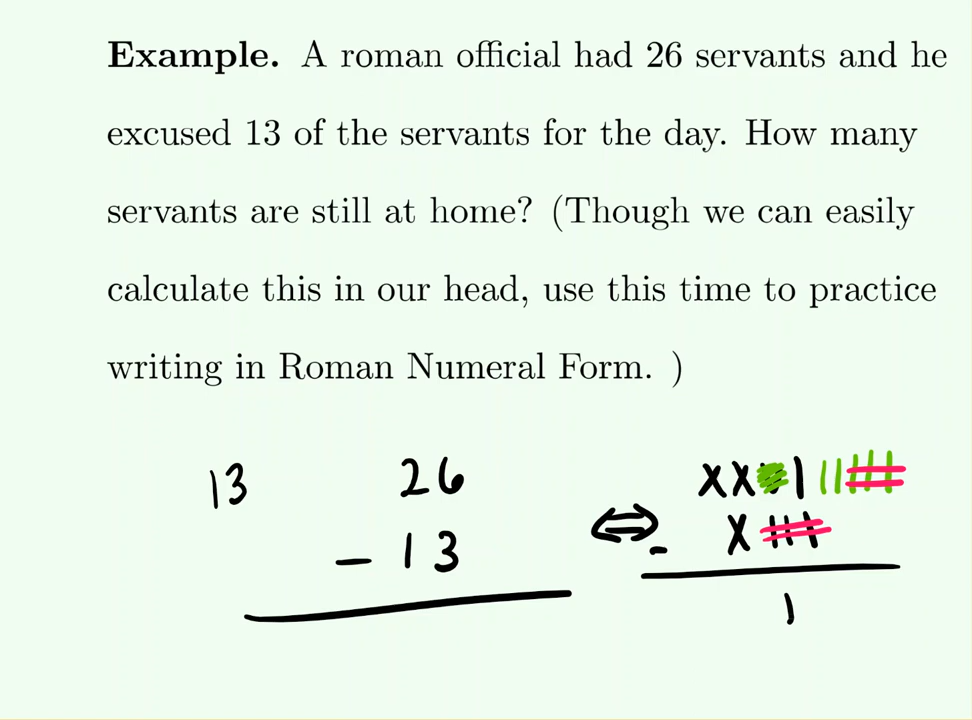 Example. A roman official had 26 servants and he
excused 13 of the servants for the day. How many
servants are still at home? (Though we can easily
calculate this in our head, use this time to practice
writing in Roman Numeral Form. )
13 26 XX I IIIII
- 13 ⇔ - X III
I